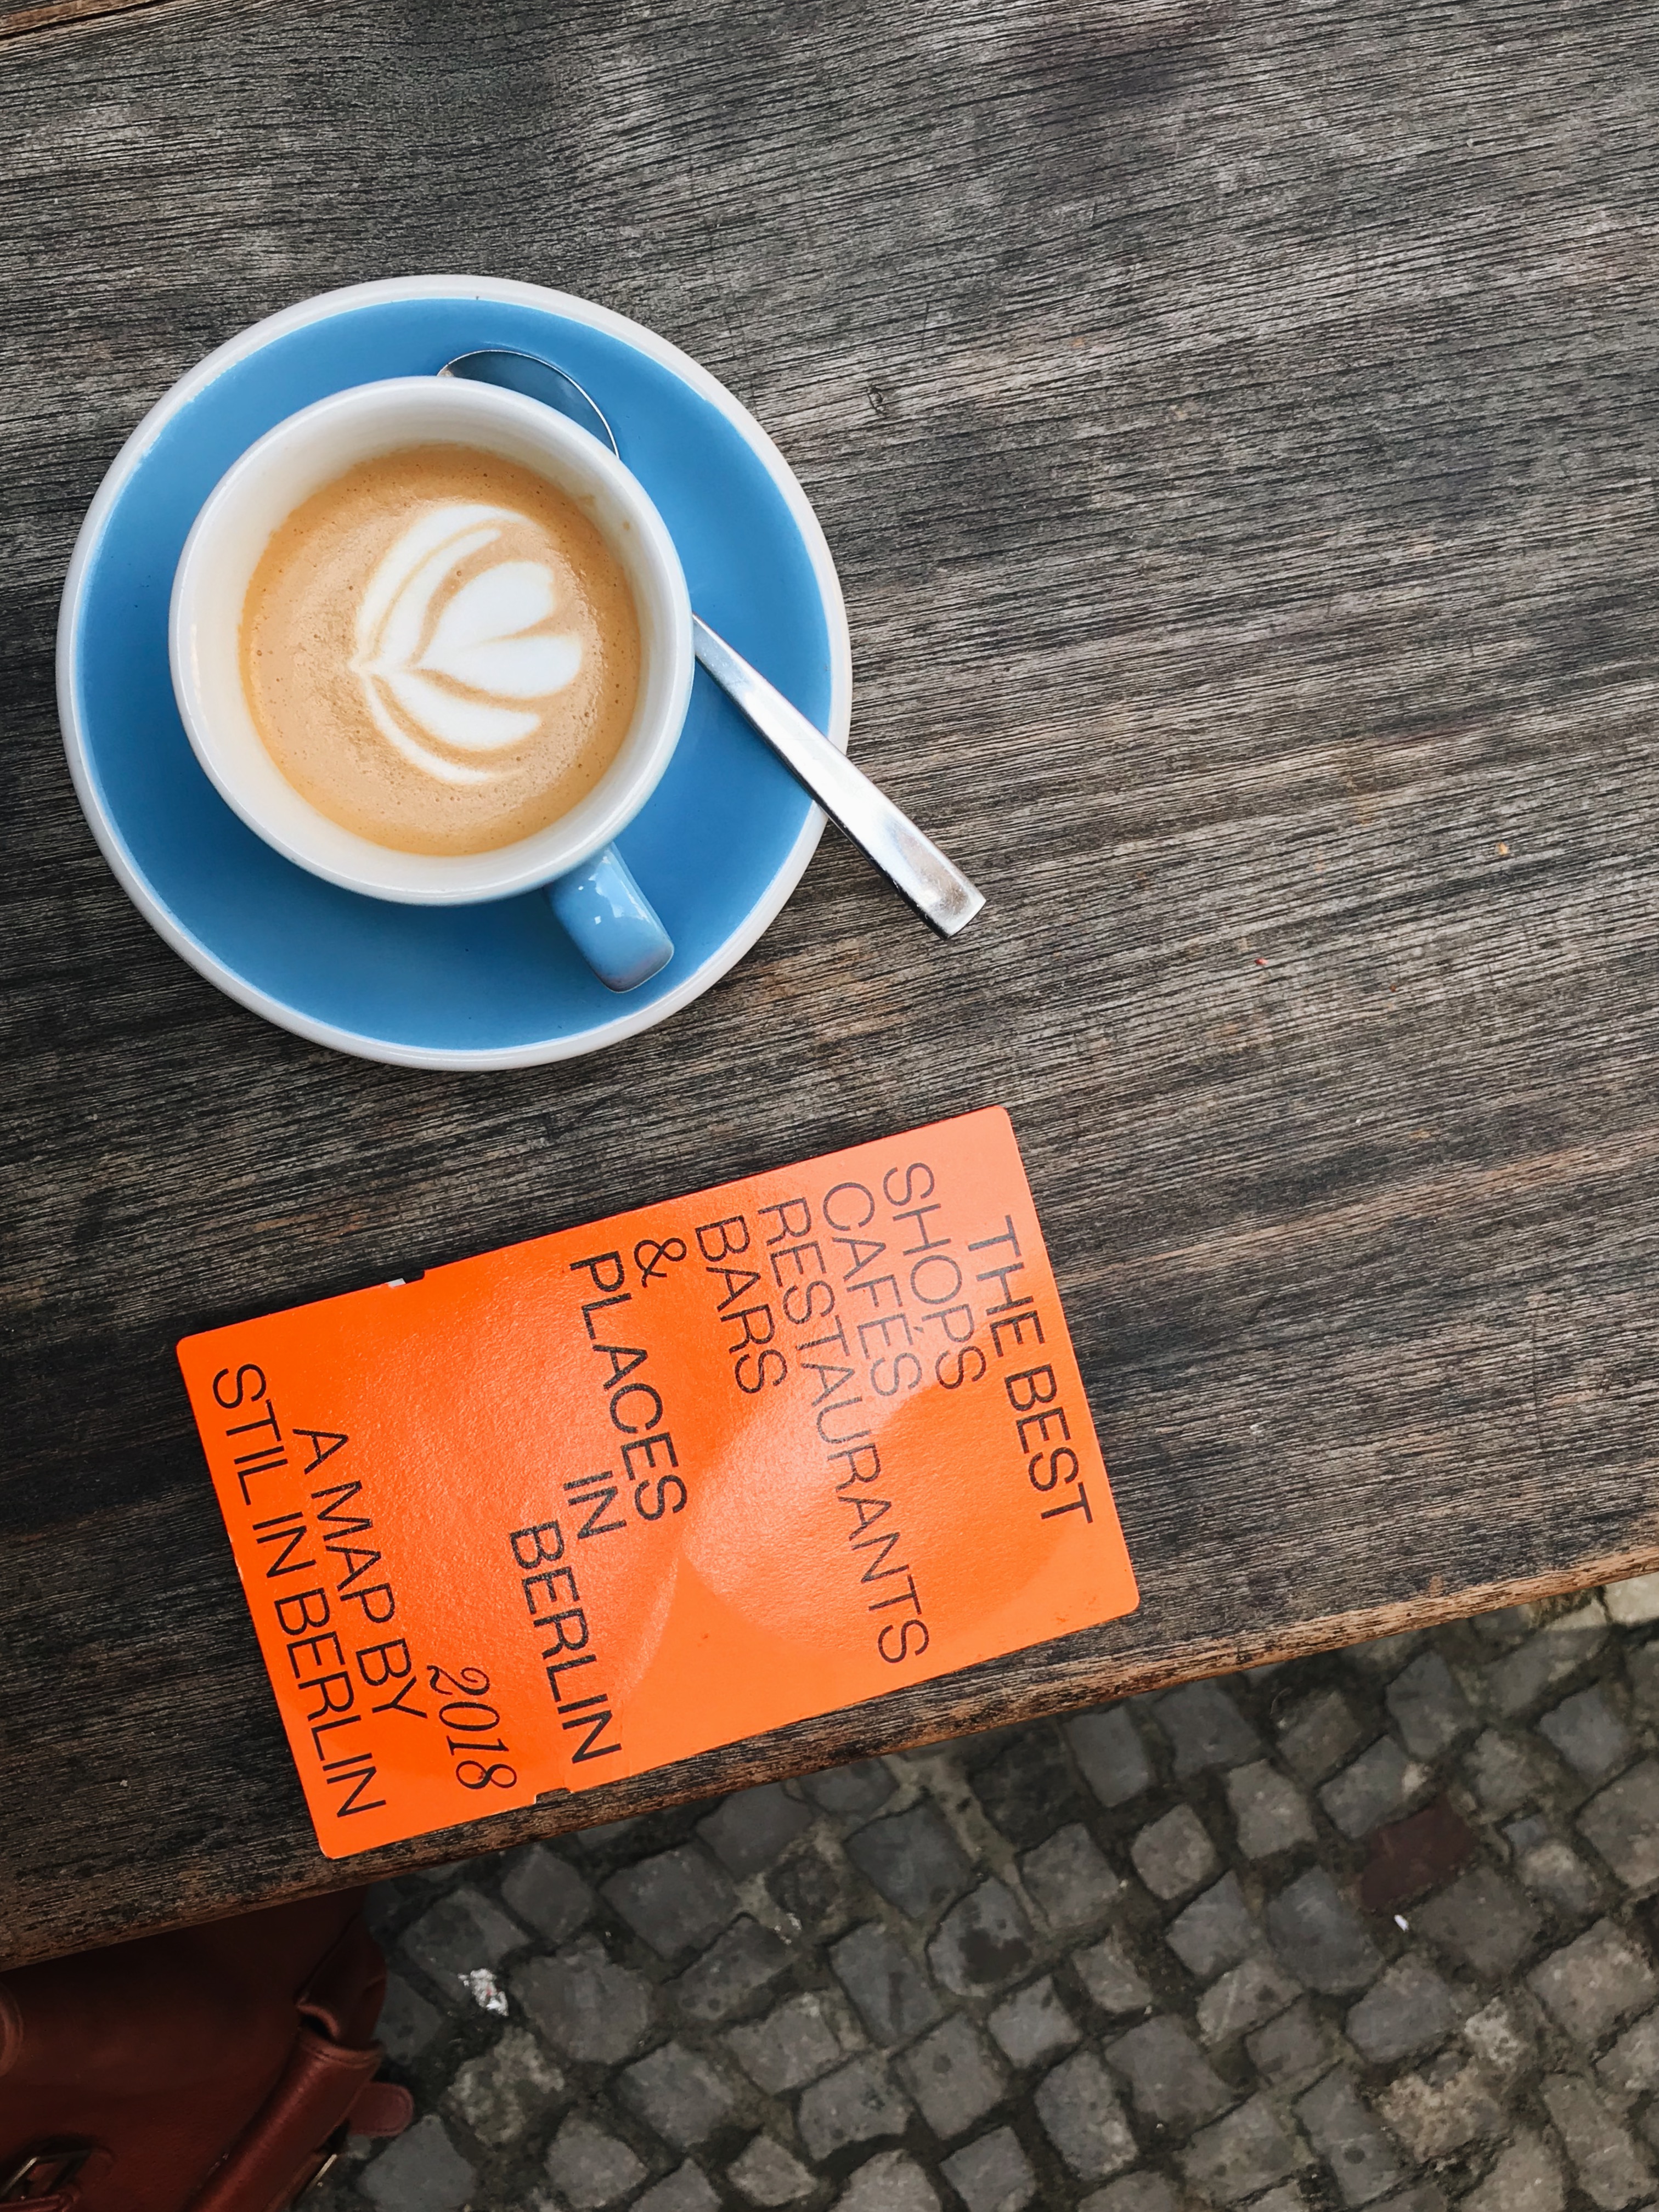 THE BEST
SHOPS
CAFÉS
RESTAURANTS
BARS
&
PLACES
IN
BERLIN
2018
A MAP BY
STIL IN BERLIN